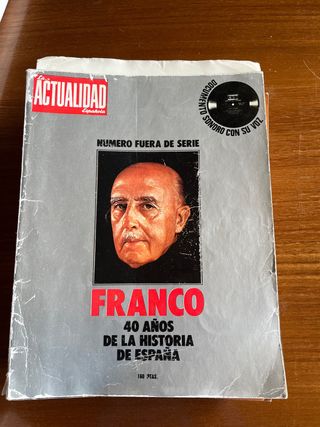 La
ACTUALIDAD
Española
DOCUMENTO SONORO CON SU VOZ
NUMERO FUERA DE SERIE
FRANCO
40 AÑOS
DE LA HISTORIA
DE ESPAÑA
160 PTAS.